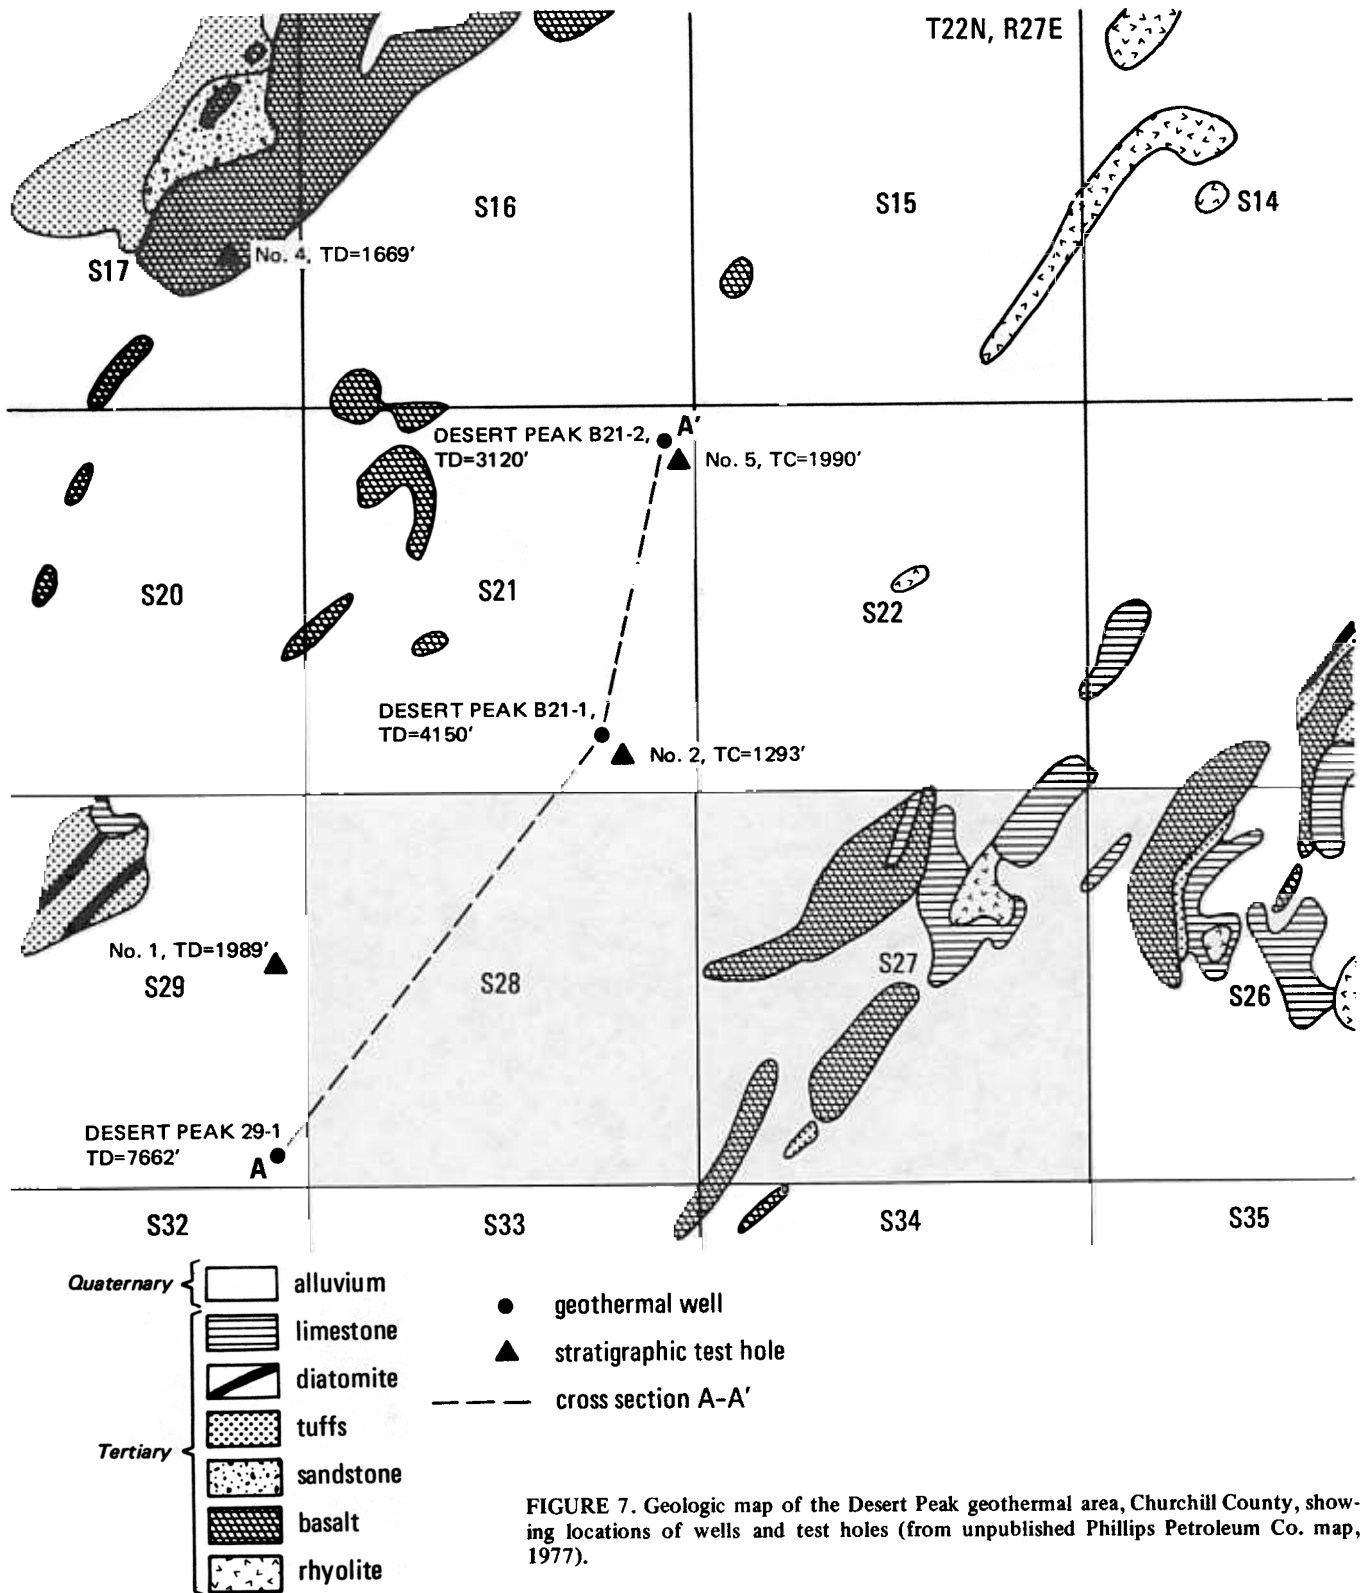 T22N, R27E
S16
S15
S14
S17
No. 4, TD=1669'
A'
DESERT PEAK B21-2,
TD=3120'
No. 5, TC=1990'
S20
S21
S22
DESERT PEAK B21-1,
TD=4150'
No. 2, TC=1293'
No. 1, TD=1989'
S29
S28
S27
S26
DESERT PEAK 29-1
TD=7662'
A
S32
S33
S34
S35
Quaternary
alluvium
limestone
diatomite
tuffs
Tertiary
sandstone
basalt
rhyolite
geothermal well
stratigraphic test hole
cross section A-A'
FIGURE 7. Geologic map of the Desert Peak geothermal area, Churchill County, show-
ing locations of wells and test holes (from unpublished Phillips Petroleum Co. map,
1977).